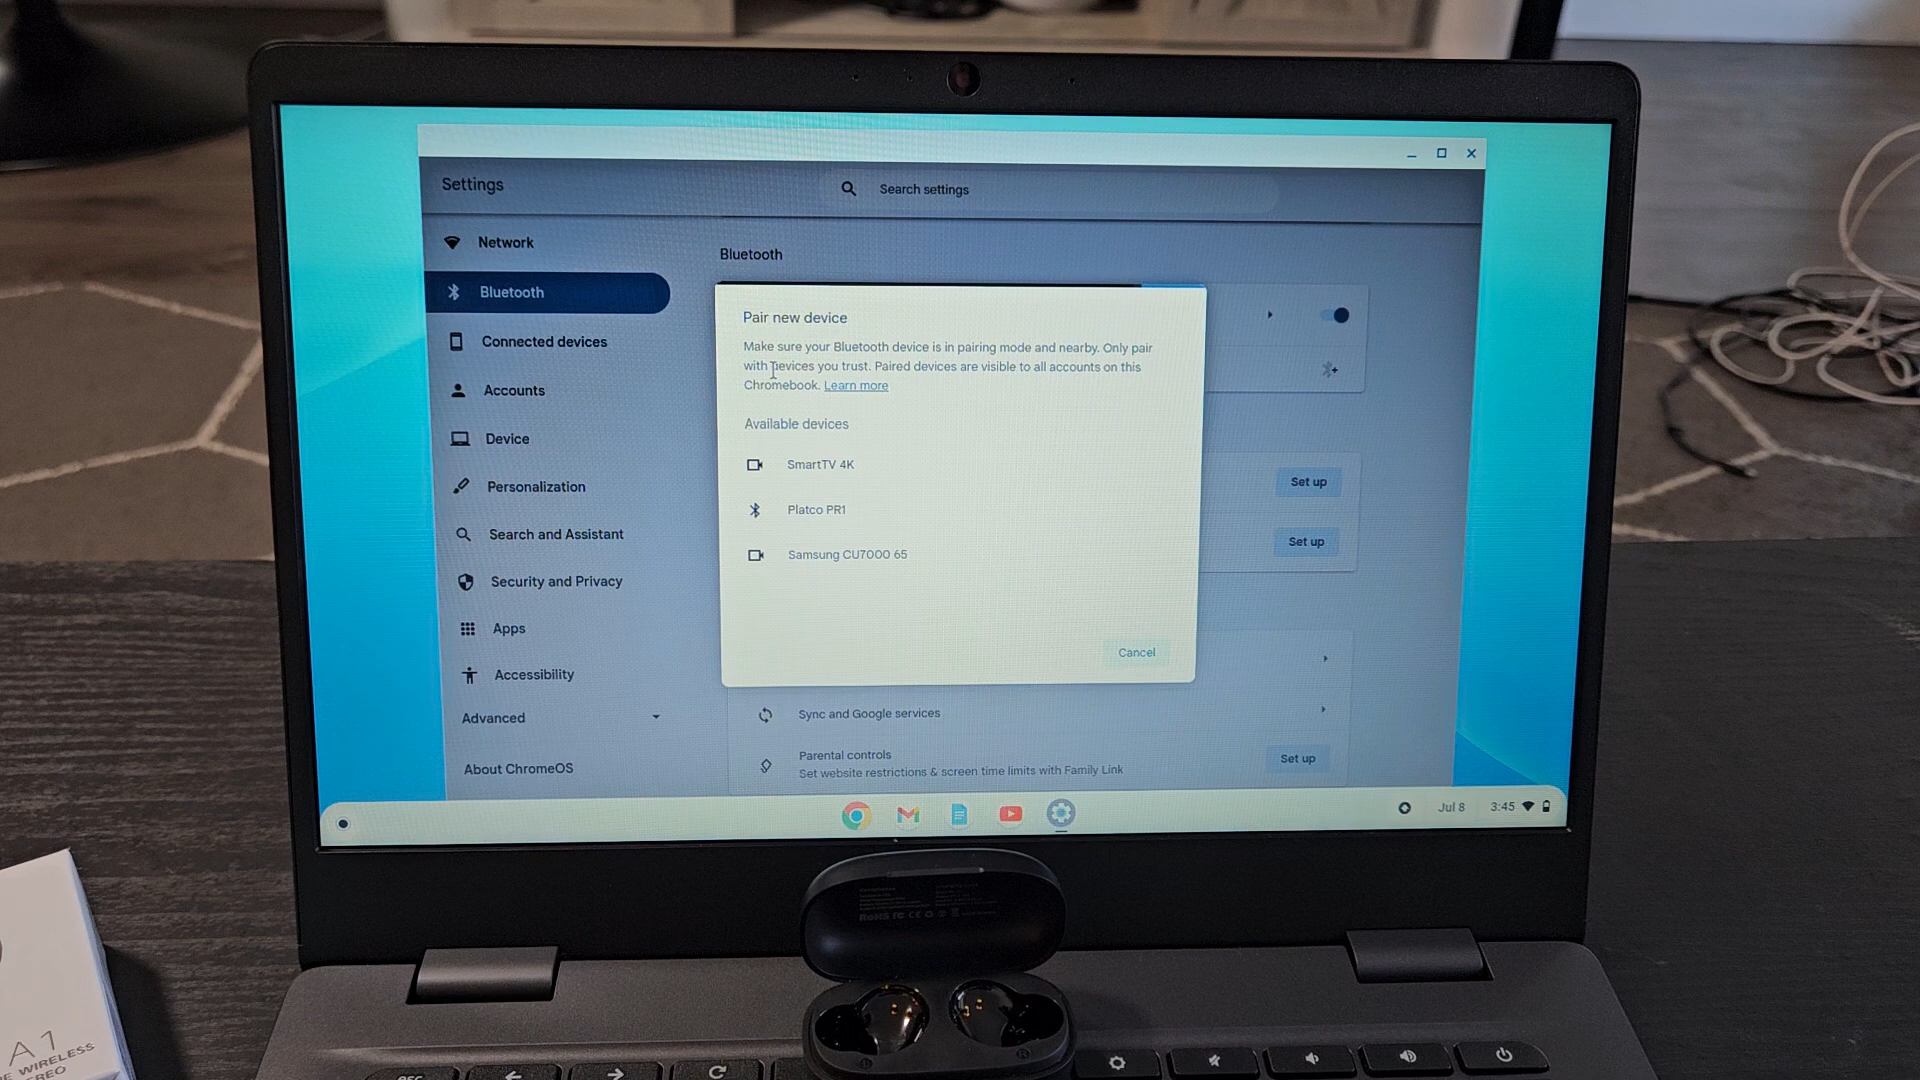 Settings
Search settings
Network
Bluetooth
Connected devices
Accounts
Device
Personalization
Search and Assistant
Security and Privacy
Apps
Accessibility
Advanced
About ChromeOS
Bluetooth
Pair new device
Make sure your Bluetooth device is in pairing mode and nearby. Only pair
with devices you trust. Paired devices are visible to all accounts on this
Chromebook. Learn more
Available devices
SmartTV 4K
Platco PR1
Samsung CU7000 65
Cancel
Set up
Set up
Sync and Google services
Parental controls
Set website restrictions & screen time limits with Family Link
Set up
Jul 8
3:45
RoHS FC CE
A1
WIRELESS
esc